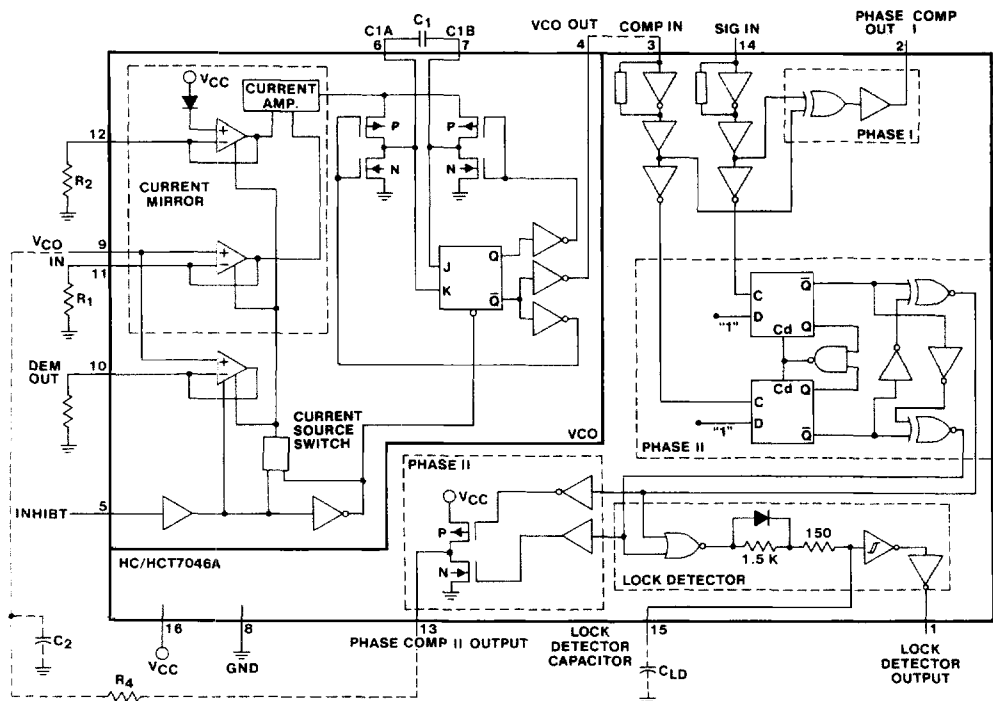 C1
C1A
C1B
6
7
VCO OUT
4
COMP IN
3
SIG IN
14
PHASE COMP
OUT I
2
VCC
CURRENT
AMP.
12
R2
CURRENT
MIRROR
P
P
N
N
PHASE I
VCO
IN
9
11
R1
J
K
Q
Q̅
DEM
OUT
10
CURRENT
SOURCE
SWITCH
VCO
C
D
Cd
Q̅
Q
"1"
C
D
Cd
Q
Q̅
"1"
PHASE II
INHIBT
5
HC/HCT7046A
PHASE II
VCC
P
N
1.5 K
150
LOCK DETECTOR
C2
16
VCC
8
GND
13
PHASE COMP II OUTPUT
LOCK
DETECTOR
CAPACITOR
15
CLD
1
LOCK
DETECTOR
OUTPUT
R4